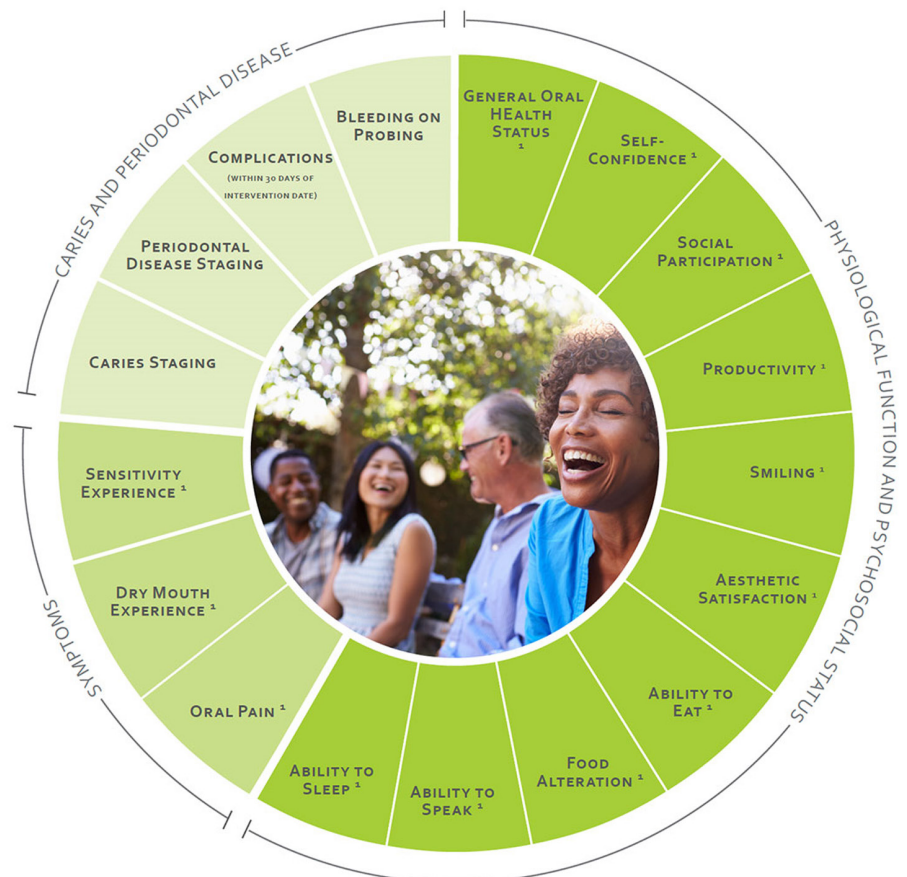 CARIES AND PERIODONTAL DISEASE
BLEEDING ON
PROBING
COMPLICATIONS
(WITHIN 30 DAYS OF
INTERVENTION DATE)
PERIODONTAL
DISEASE STAGING
CARIES STAGING
PHYSIOLOGICAL FUNCTION AND PSYCHOSOCIAL STATUS
GENERAL ORAL
HEALTH
STATUS
1
SELF-
CONFIDENCE 1
SOCIAL
PARTICIPATION 1
PRODUCTIVITY 1
SMILING 1
AESTHETIC
SATISFACTION 1
ABILITY TO
EAT 1
FOOD
ALTERATION 1
ABILITY TO
SPEAK 1
ABILITY TO
SLEEP 1
SYMPTOMS
SENSITIVITY
EXPERIENCE 1
DRY MOUTH
EXPERIENCE 1
ORAL PAIN 1